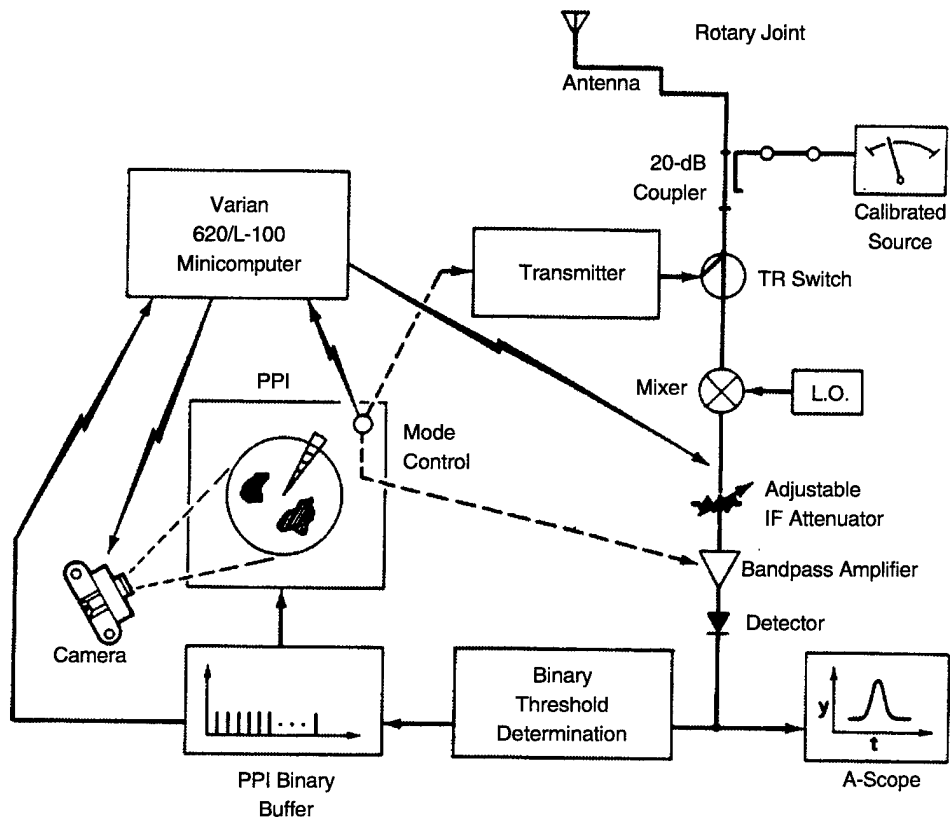 Rotary Joint
Antenna
20-dB
Coupler
Calibrated
Source
Varian
620/L-100
Minicomputer
Transmitter
TR Switch
PPI
Mixer
L.O.
Mode
Control
Adjustable
IF Attenuator
Bandpass Amplifier
Detector
Camera
Binary
Threshold
Determination
y
t
PPI Binary
Buffer
A-Scope